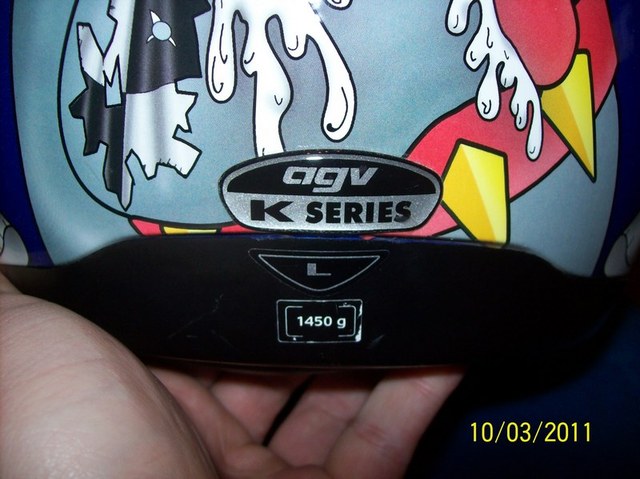 agv
K SERIES
L
1450 g
10/03/2011